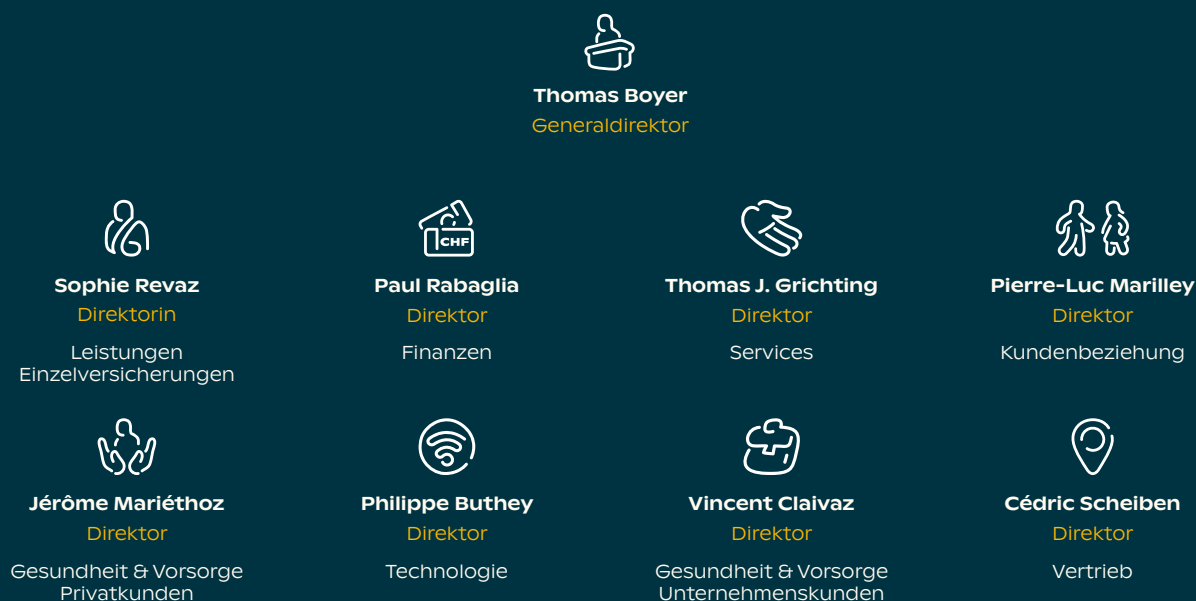 Thomas Boyer
Generaldirektor
CHF
Sophie Revaz
Direktorin
Leistungen
Einzelversicherungen
Paul Rabaglia
Direktor
Finanzen
Thomas J. Grichting
Direktor
Services
Pierre-Luc Marilley
Direktor
Kundenbeziehung
Jérôme Mariéthoz
Direktor
Gesundheit & Vorsorge
Privatkunden
Philippe Buthey
Direktor
Technologie
Vincent Claivaz
Direktor
Gesundheit & Vorsorge
Unternehmenskunden
Cédric Scheiben
Direktor
Vertrieb